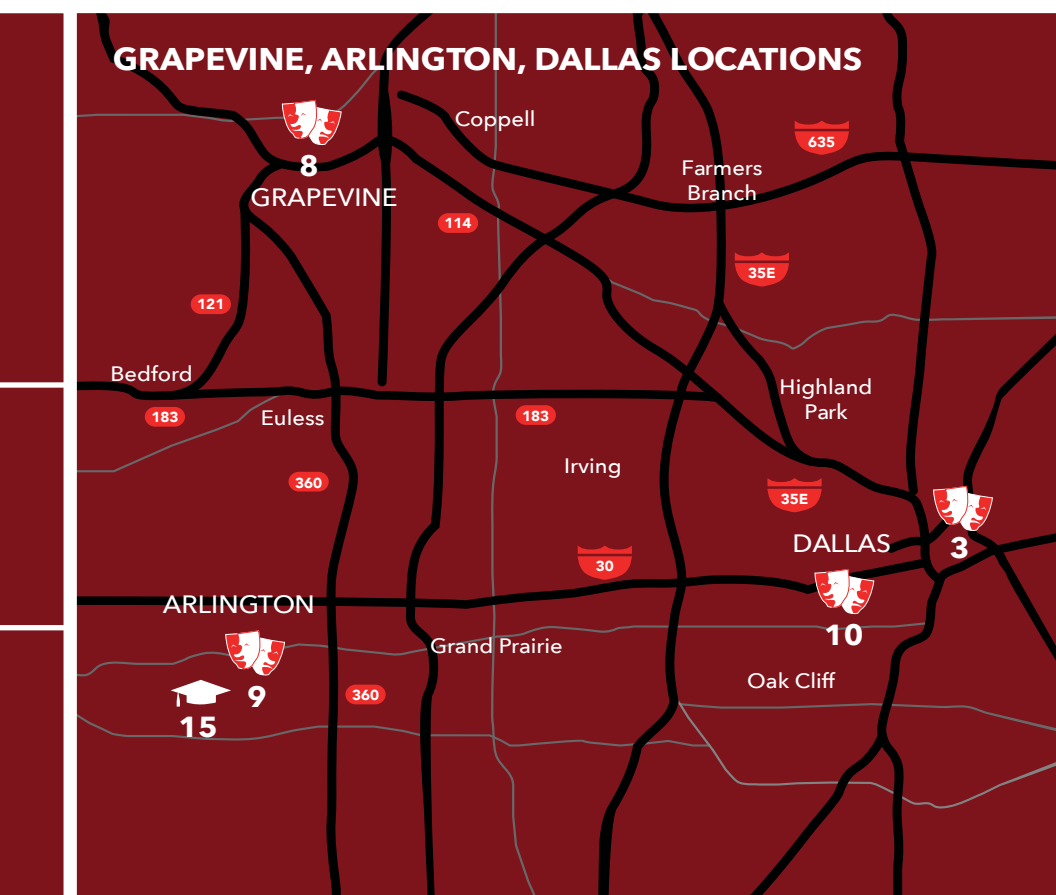 GRAPEVINE, ARLINGTON, DALLAS LOCATIONS
Coppell
635
8
Farmers
Branch
GRAPEVINE
114
35E
121
Bedford
Highland
Park
183
Euless
183
Irving
360
35E
DALLAS
3
30
ARLINGTON
10
Grand Prairie
Oak Cliff
9
360
15